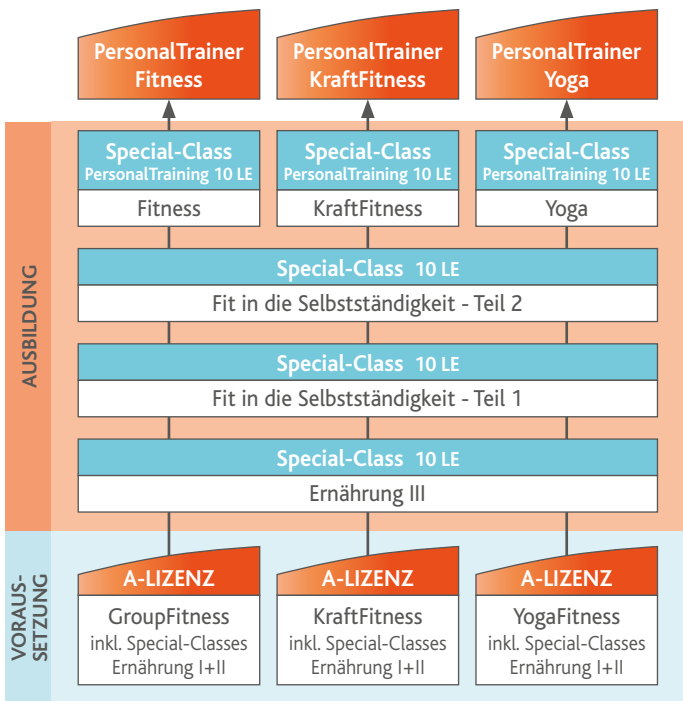 PersonalTrainer
Fitness
PersonalTrainer
KraftFitness
PersonalTrainer
Yoga
AUSBILDUNG
Special-Class
PersonalTraining 10 LE
Fitness
Special-Class
PersonalTraining 10 LE
KraftFitness
Special-Class
PersonalTraining 10 LE
Yoga
Special-Class 10 LE
Fit in die Selbstständigkeit - Teil 2
Special-Class 10 LE
Fit in die Selbstständigkeit - Teil 1
Special-Class 10 LE
Ernährung III
VORAUS-
SETZUNG
A-LIZENZ
GroupFitness
inkl. Special-Classes
Ernährung I+II
A-LIZENZ
KraftFitness
inkl. Special-Classes
Ernährung I+II
A-LIZENZ
YogaFitness
inkl. Special-Classes
Ernährung I+II